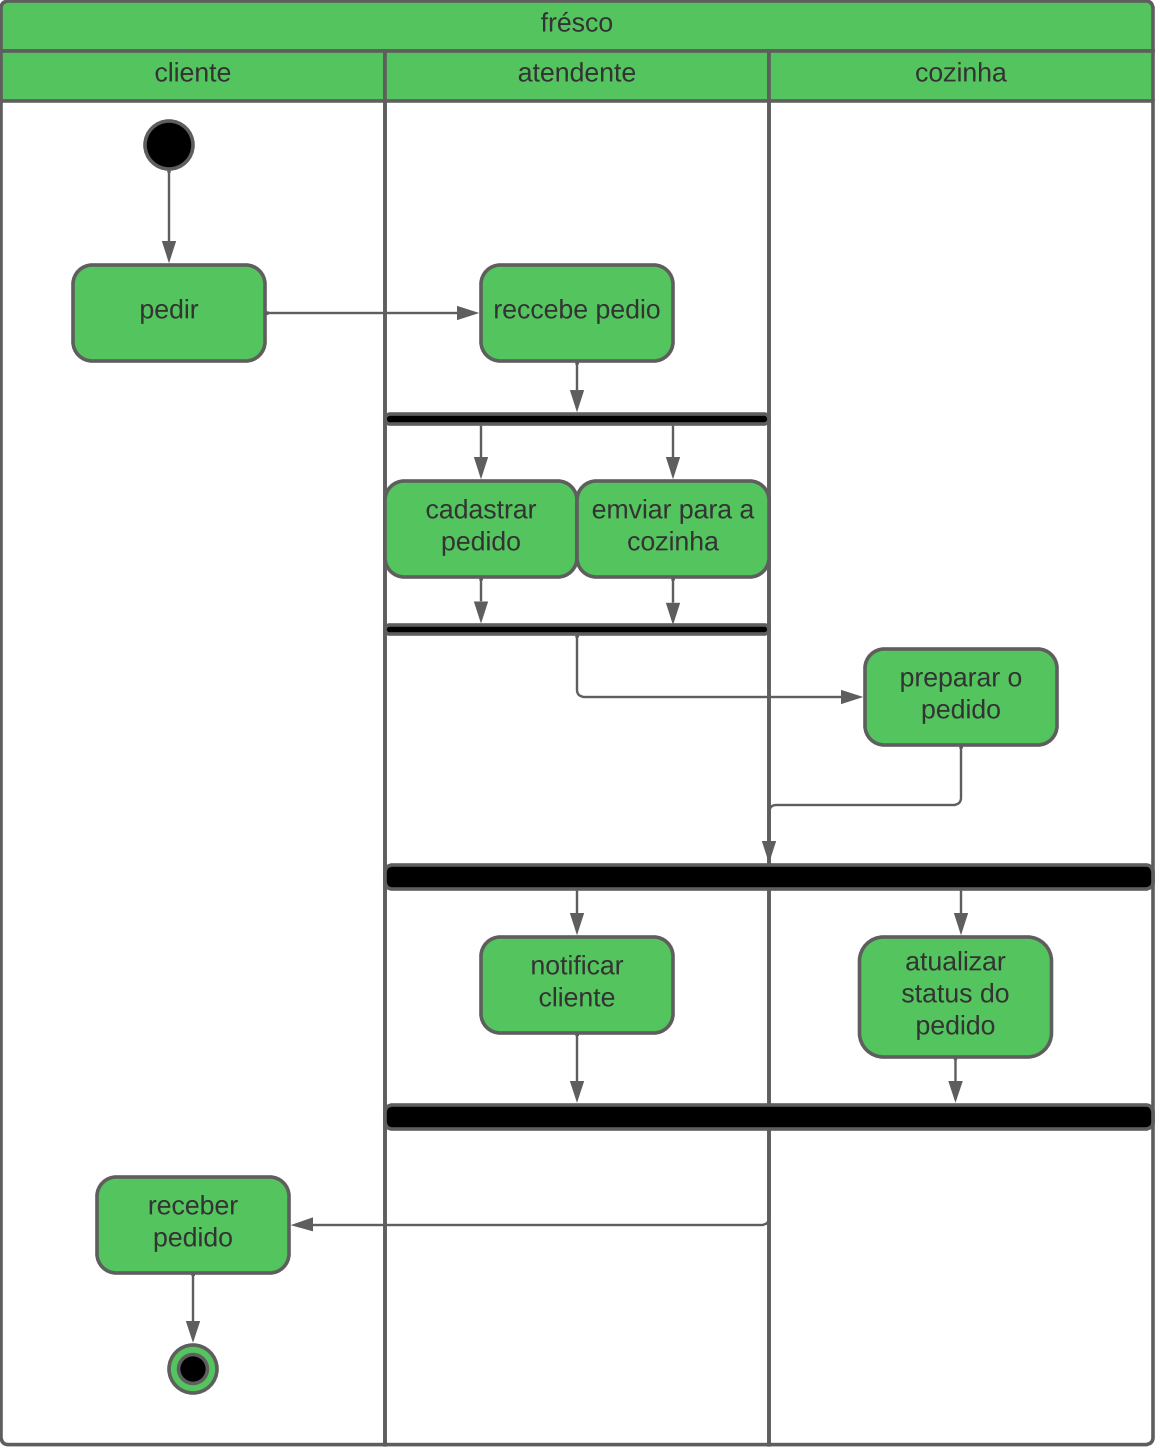 frésco
cliente
atendente
cozinha
pedir
reccebe pedio
cadastrar
pedido
emviar para a
cozinha
preparar o
pedido
notificar
cliente
atualizar
status do
pedido
receber
pedido